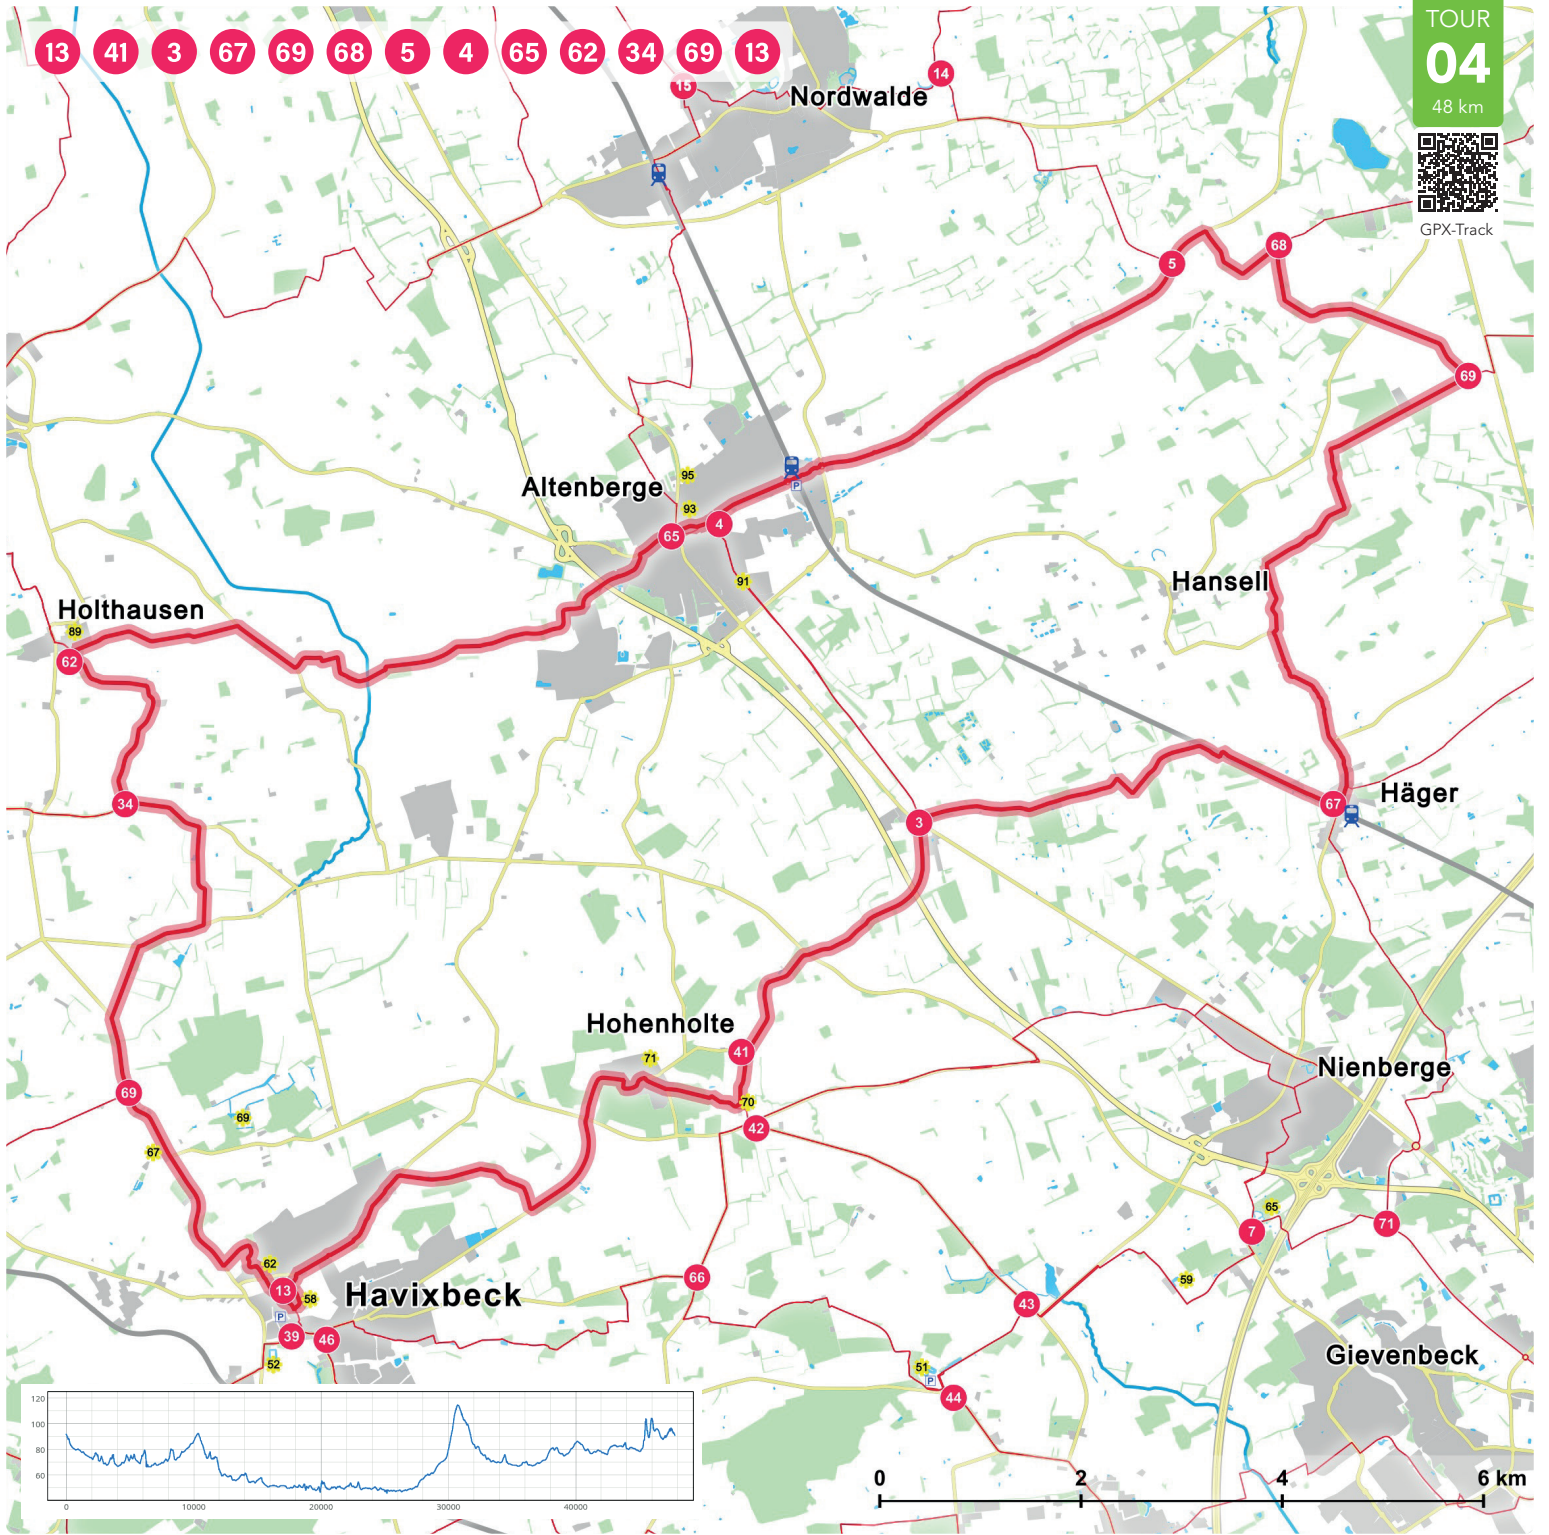 13 41 3 67 69 68 5 4 65 62 34 69 13
TOUR
04
48 km
GPX-Track
15
14
Nordwalde
5
68
69
95
Altenberge
93
P
65
4
91
Hansell
Holthausen
89
62
34
3
67
Häger
Hohenholte
71
41
70
42
Nienberge
69
69
67
65
7
71
62
13
58
Havixbeck
P
39
46
52
66
59
43
51
P
44
Gievenbeck
0 2 4 6 km
120
100
80
60
0 10000 20000 30000 40000